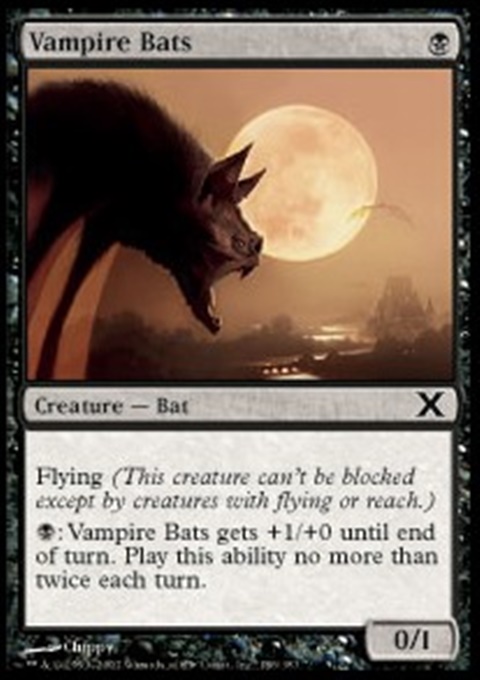 Vampire Bats
Creature — Bat
X
Flying (This creature can't be blocked
except by creatures with flying or reach.)
: Vampire Bats gets +1/+0 until end
of turn. Play this ability no more than
twice each turn.
Chippy
0/1